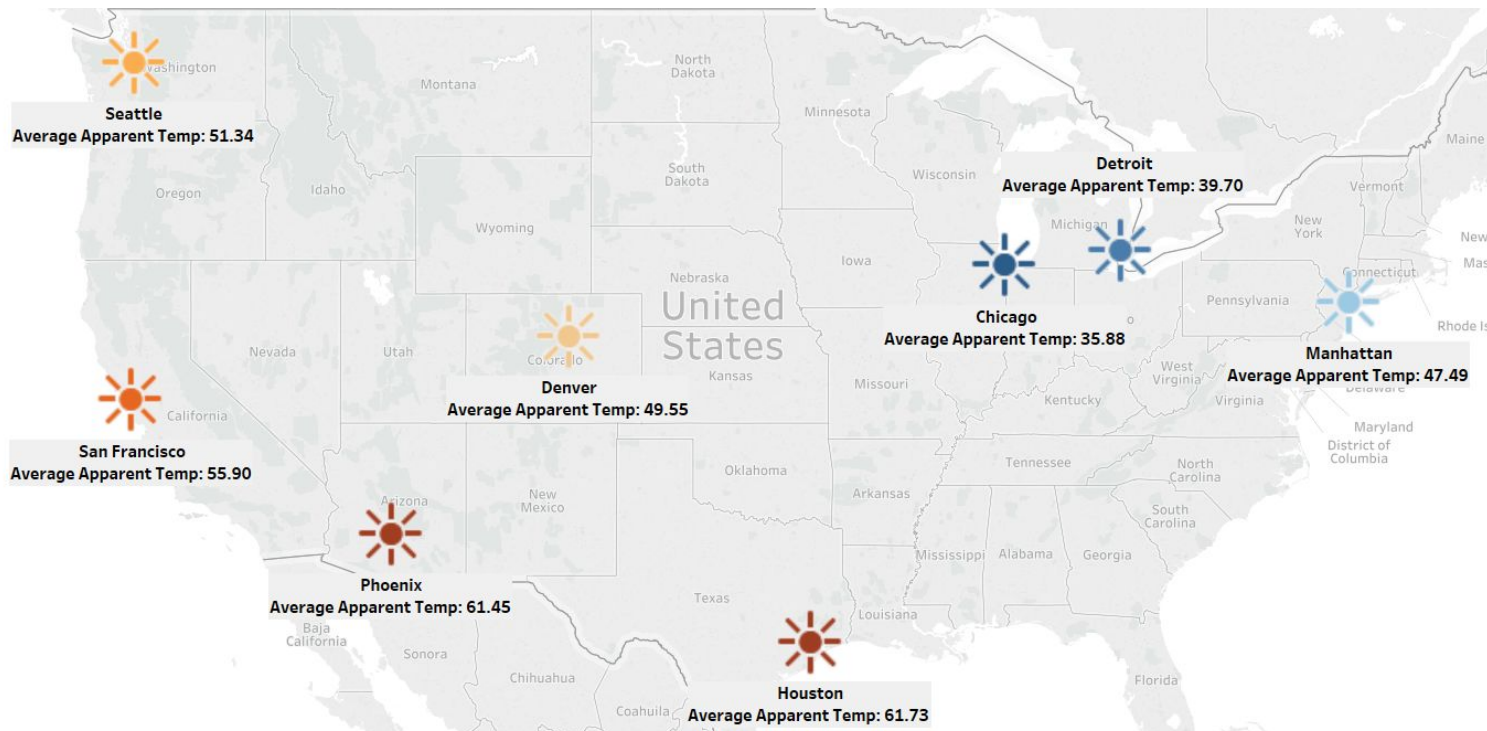 Washington
Seattle
Average Apparent Temp: 51.34
Montana
North
Dakota
Minnesota
Maine
Detroit
Average Apparent Temp: 39.70
Oregon
Idaho
South
Dakota
Wisconsin
Vermont
Wyoming
Michigan
New
York
New
Mas
Iowa
Nebraska
Connecticut
Pennsylvania
Rhode Is
United
States
Chicago
Average Apparent Temp: 35.88
Nevada
Utah
Colorado
Kansas
Manhattan
Average Apparent Temp: 47.49
Denver
Average Apparent Temp: 49.55
Missouri
West
Virginia
Kentucky
Virginia
Delaware
California
Maryland
District of
Columbia
San Francisco
Average Apparent Temp: 55.90
Oklahoma
Tennessee
North
Carolina
Arizona
New
Mexico
Arkansas
South
Carolina
Mississippi
Alabama
Georgia
Phoenix
Average Apparent Temp: 61.45
Texas
Louisiana
Baja
California
Sonora
Chihuahua
Florida
Houston
Average Apparent Temp: 61.73
Coahuila